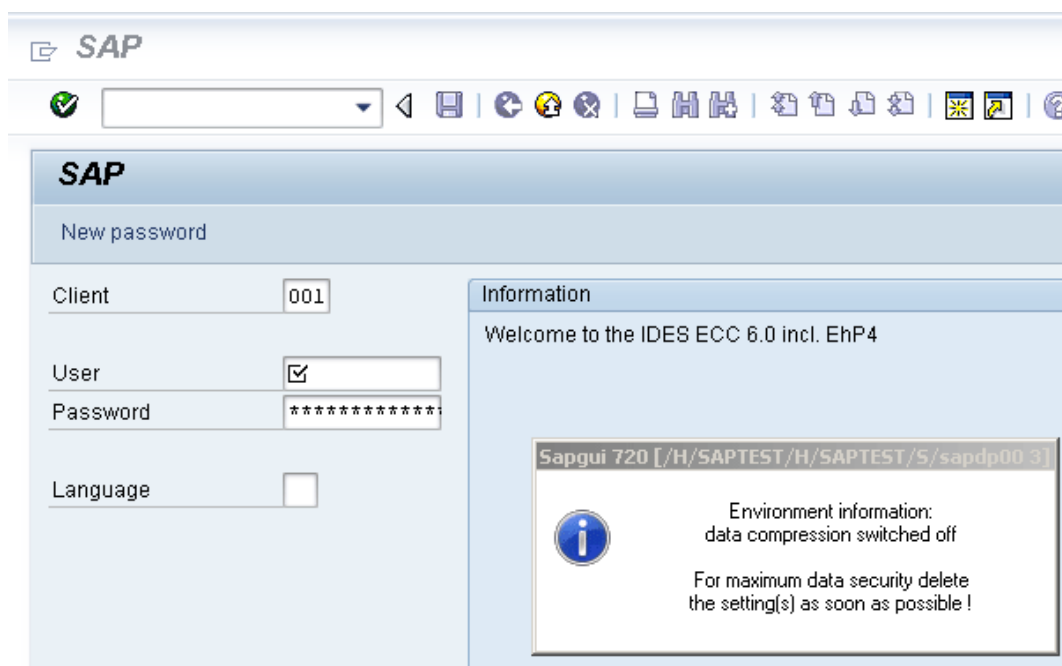 SAP
SAP
New password
Client 001
Information
Welcome to the IDES ECC 6.0 incl. EhP4
User
Password *************
Sapgui 720 [/H/SAPTEST/H/SAPTEST/S/sapdp00 3]
Language
Environment information:
data compression switched off
For maximum data security delete
the setting(s) as soon as possible !